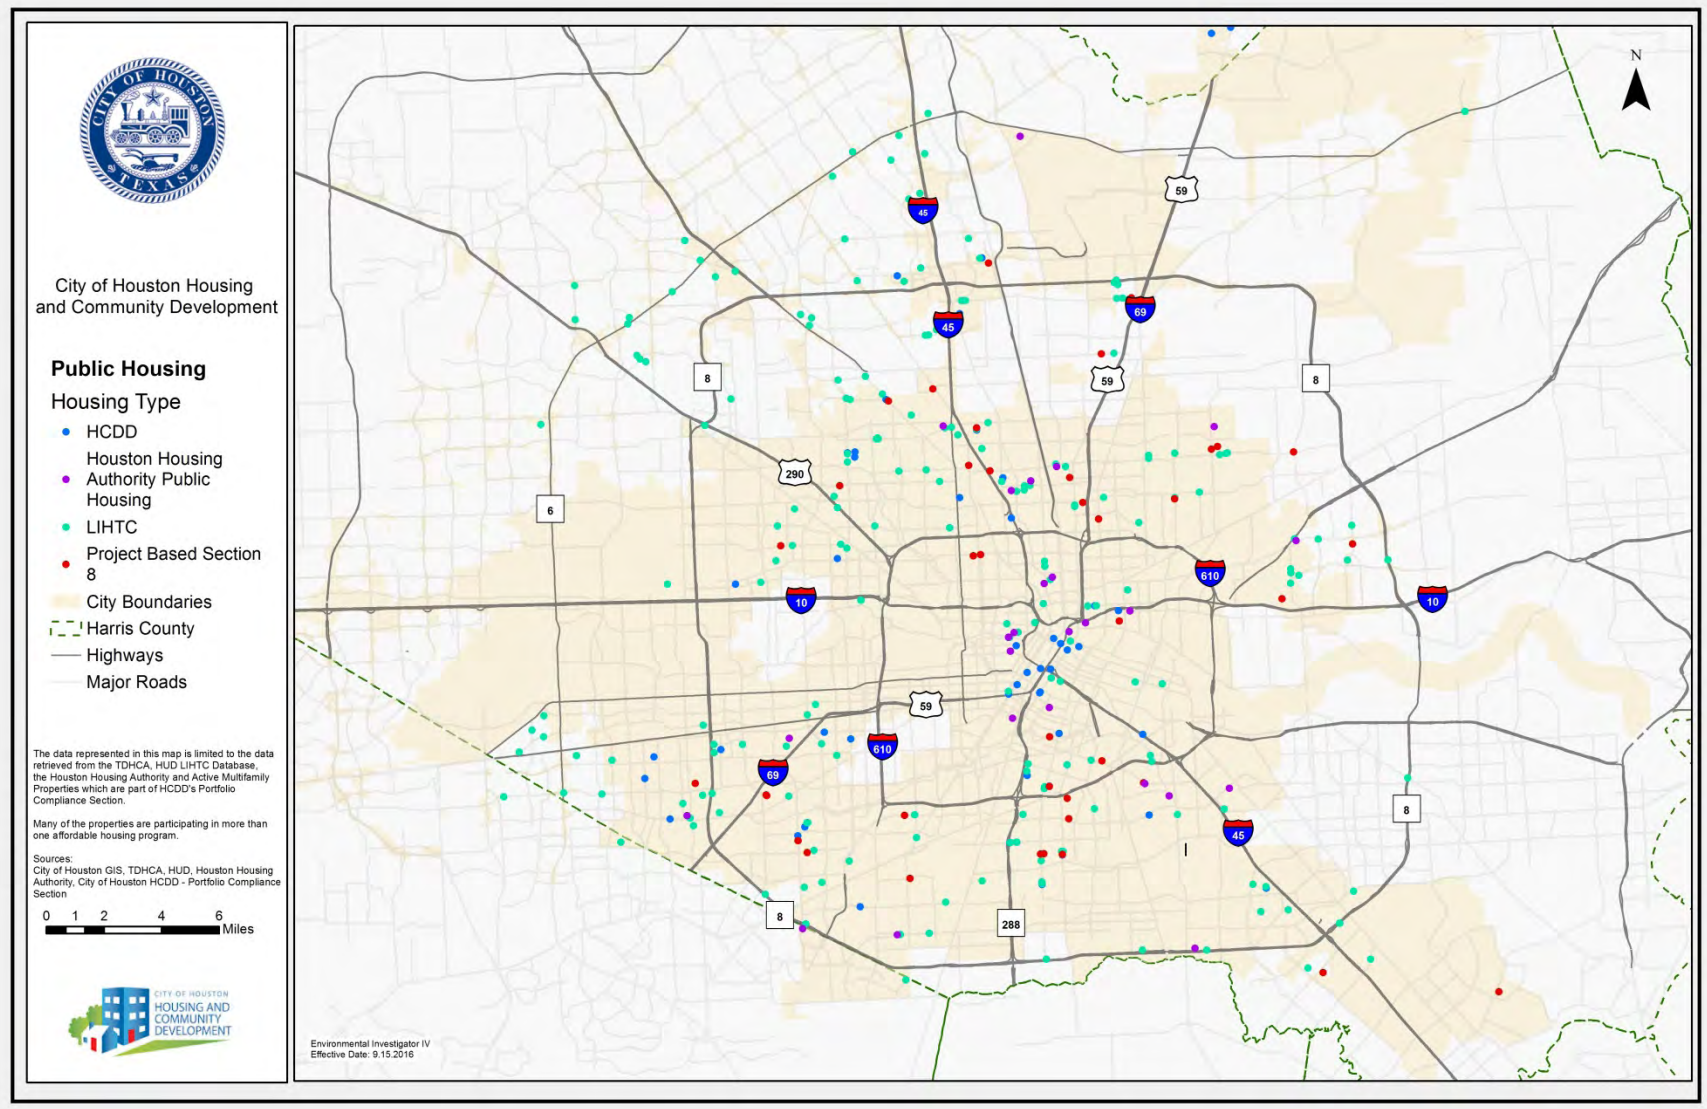 CITY OF HOUSTON
TEXAS
City of Houston Housing
and Community Development
Public Housing
Housing Type
HCDD
Houston Housing
Authority Public
Housing
LIHTC
Project Based Section
8
City Boundaries
Harris County
Highways
Major Roads
The data represented in this map is limited to the data
retrieved from the TDHCA, HUD LIHTC Database,
the Houston Housing Authority and Active Multifamily
Properties which are part of HCDD's Portfolio
Compliance Section.
Many of the properties are participating in more than
one affordable housing program.
Sources:
City of Houston GIS, TDHCA, HUD, Houston Housing
Authority, City of Houston HCDD - Portfolio Compliance
Section
0 1 2 6
Miles
CITY OF HOUSTON
HOUSING AND
COMMUNITY
DEVELOPMENT
N
59
45
69
45
8
59
8
290
6
610
10
10
59
610
69
8
45
8
288
Environmental Investigator IV
Effective Date: 9.15.2016